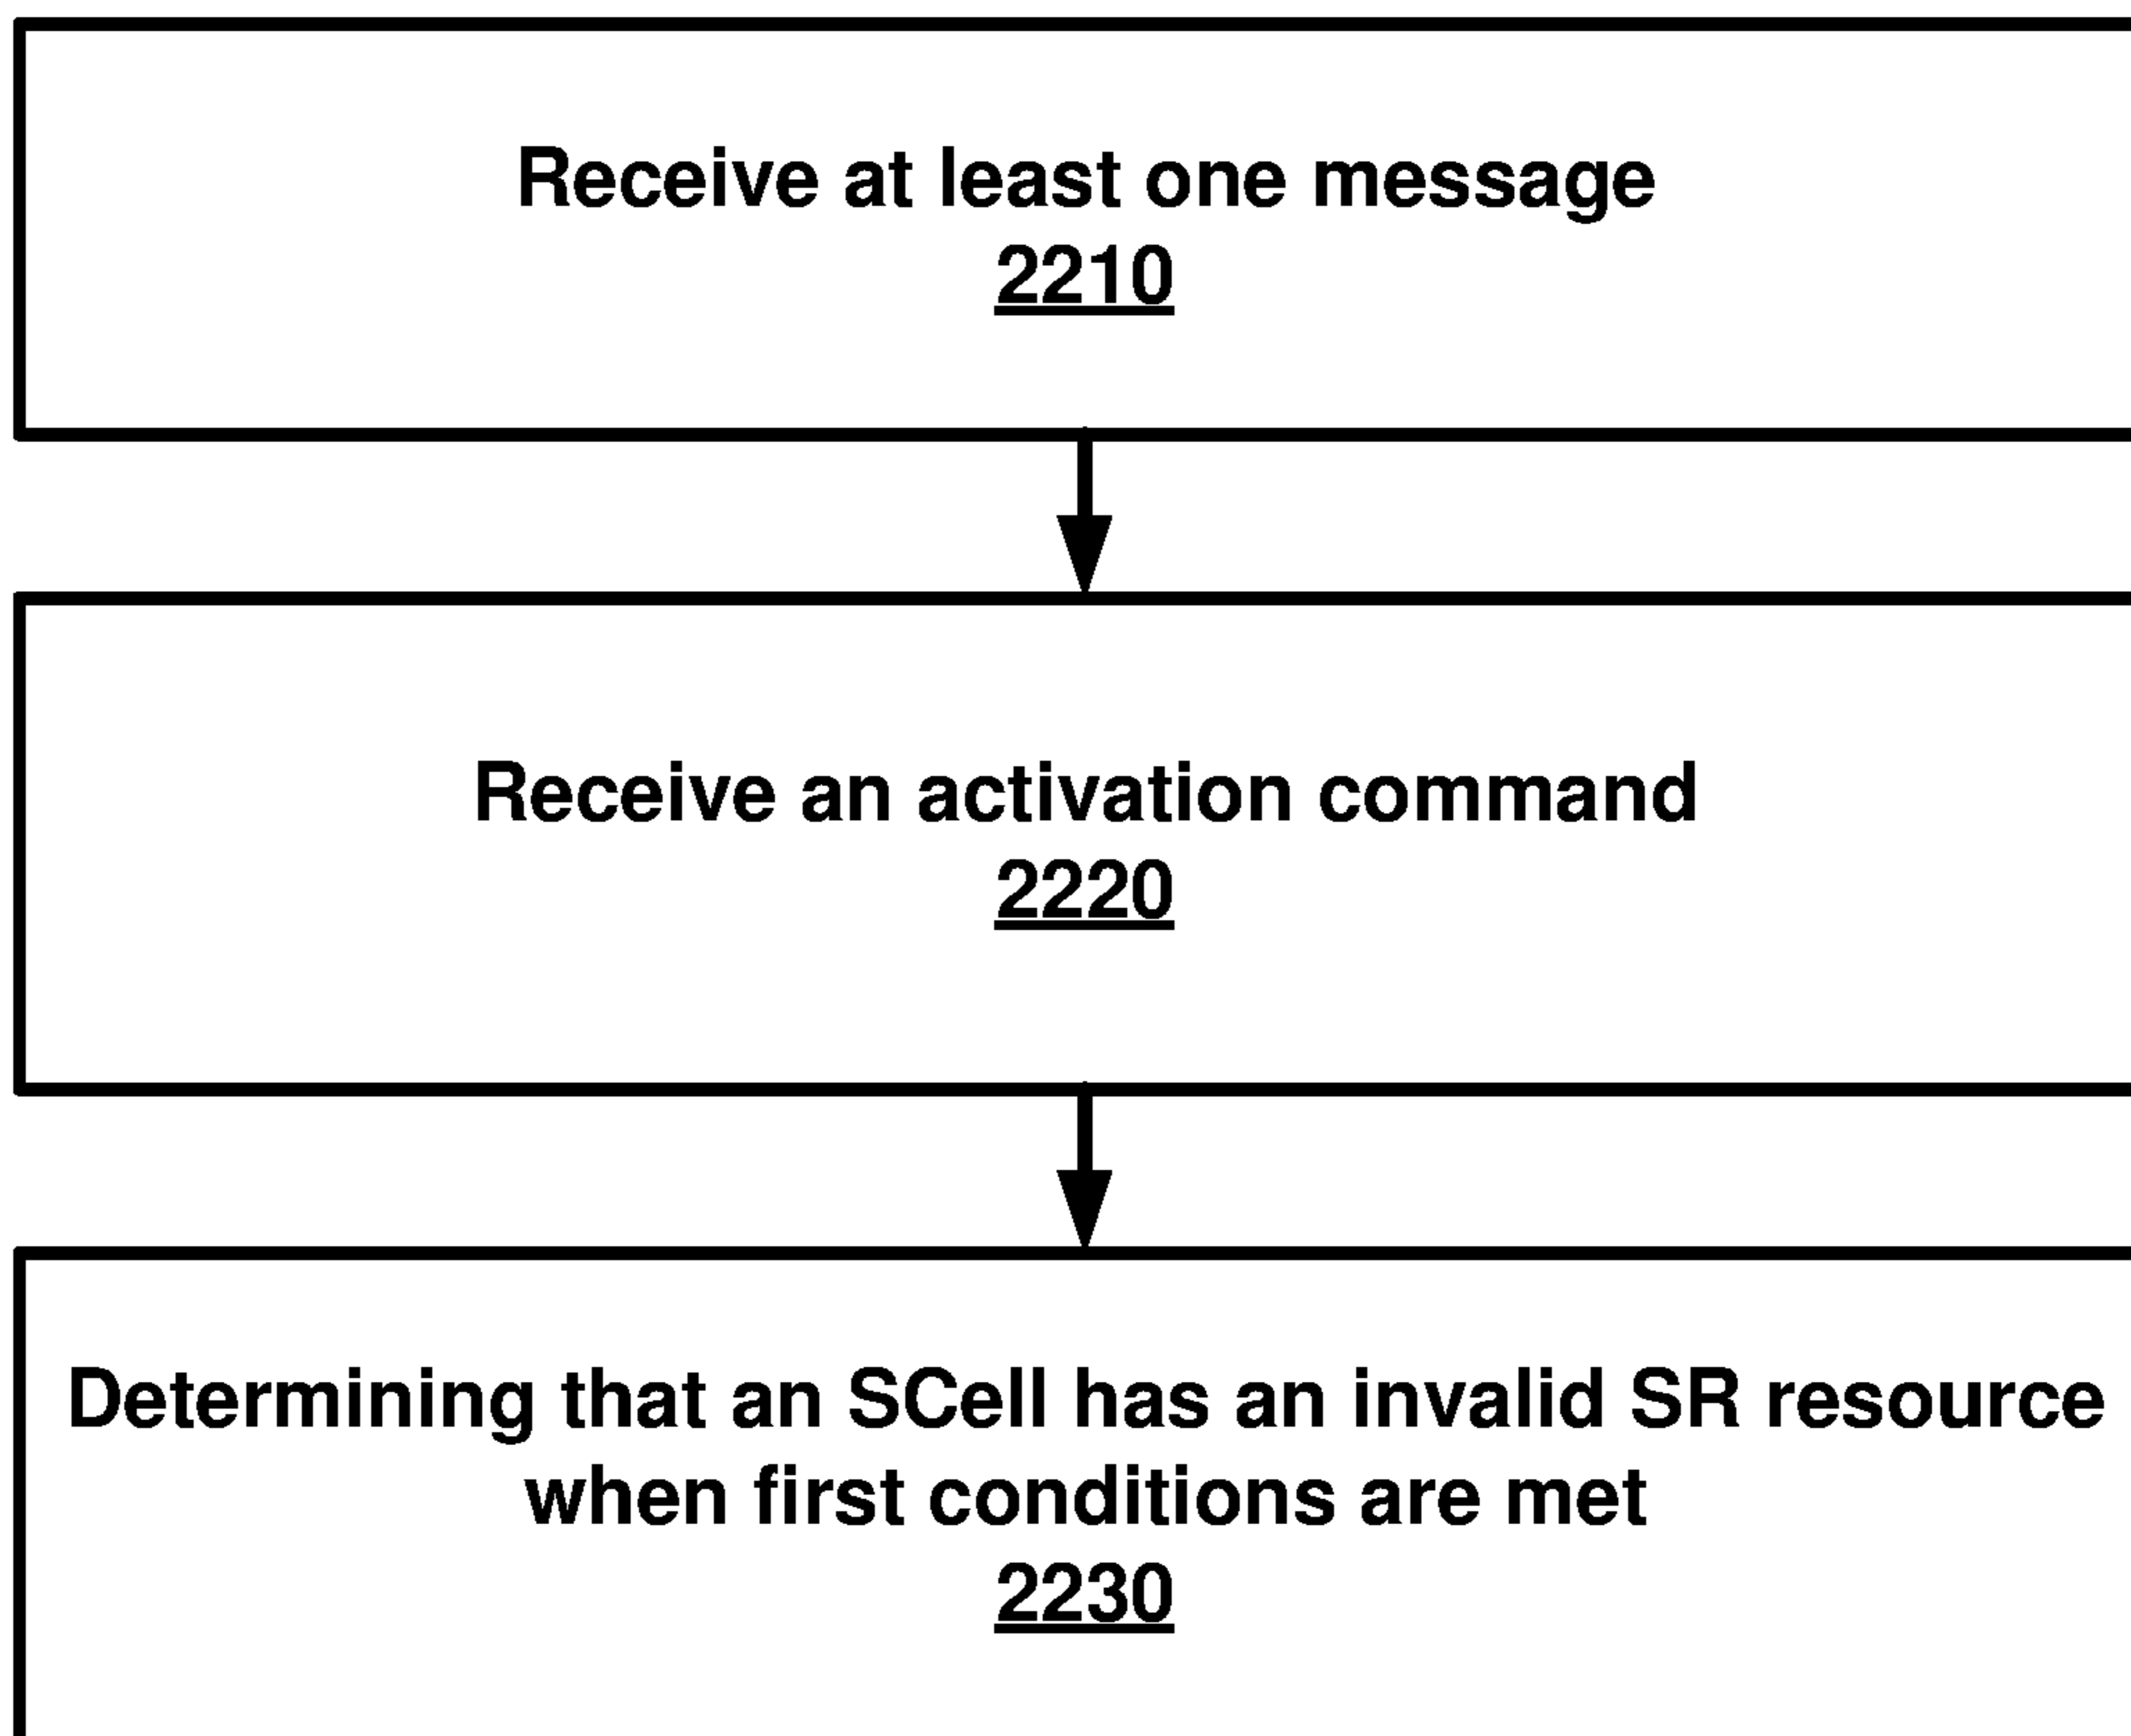 Receive at least one message
2210
Receive an activation command
2220
Determining that an SCell has an invalid SR resource
when first conditions are met
2230